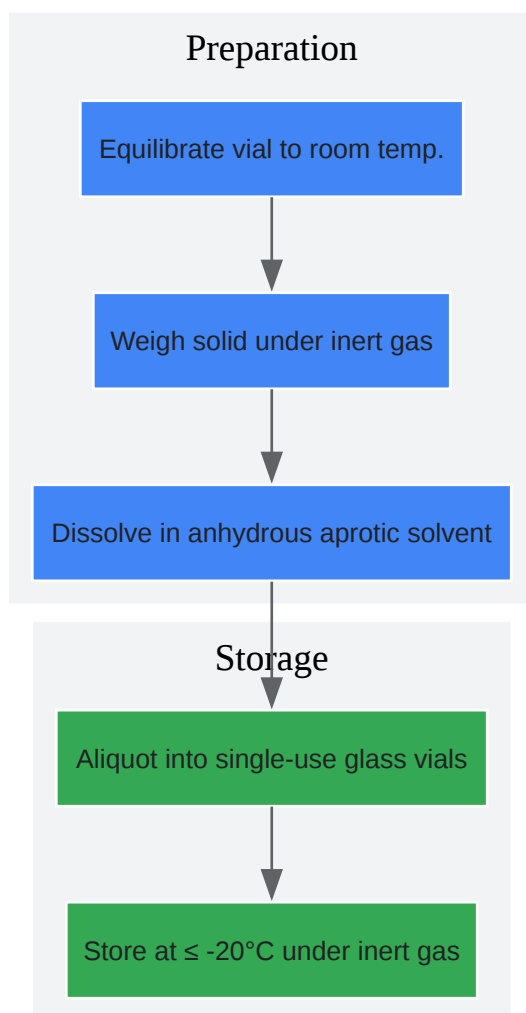 Preparation
Equilibrate vial to room temp.
Weigh solid under inert gas
Dissolve in anhydrous aprotic solvent
Storage
Aliquot into single-use glass vials
Store at ≤ -20°C under inert gas